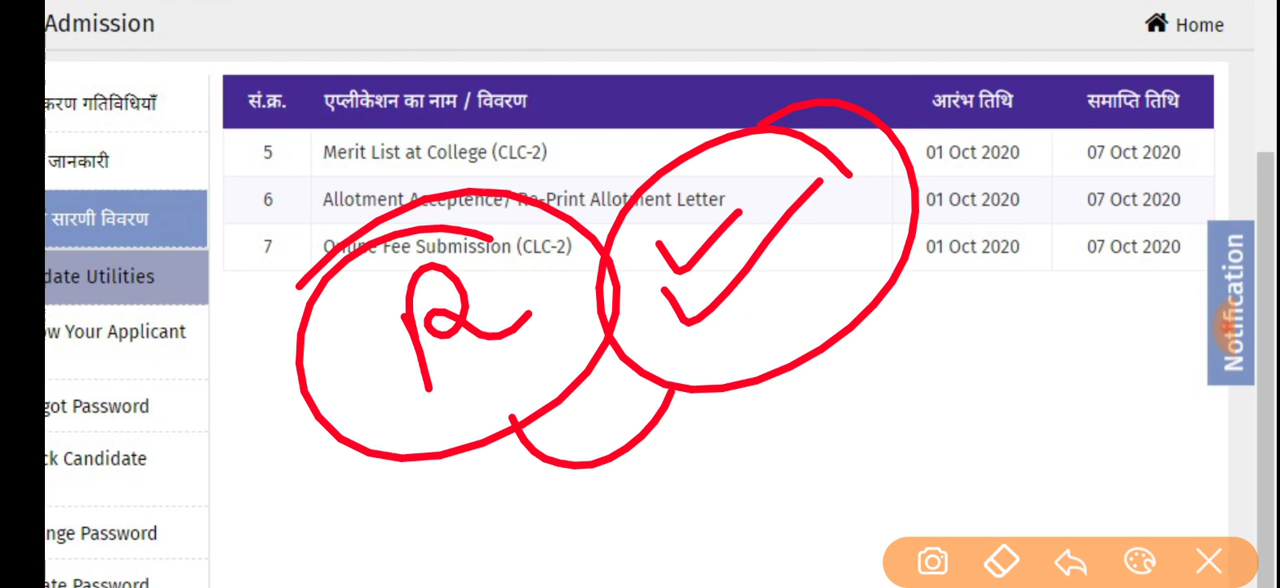 Admission
Home
करण गतिविधियाँ
जानकारी
सारणी विवरण
date Utilities
ow Your Applicant
got Password
ck Candidate
nge Password
ate Password
सं.क्र. एप्लीकेशन का नाम / विवरण आरंभ तिथि समाप्ति तिथि
5 Merit List at College (CLC-2) 01 Oct 2020 07 Oct 2020
6 Allotment Acceptence/ Re-Print Allotment Letter 01 Oct 2020 07 Oct 2020
7 Online Fee Submission (CLC-2) 01 Oct 2020 07 Oct 2020
R
Notification